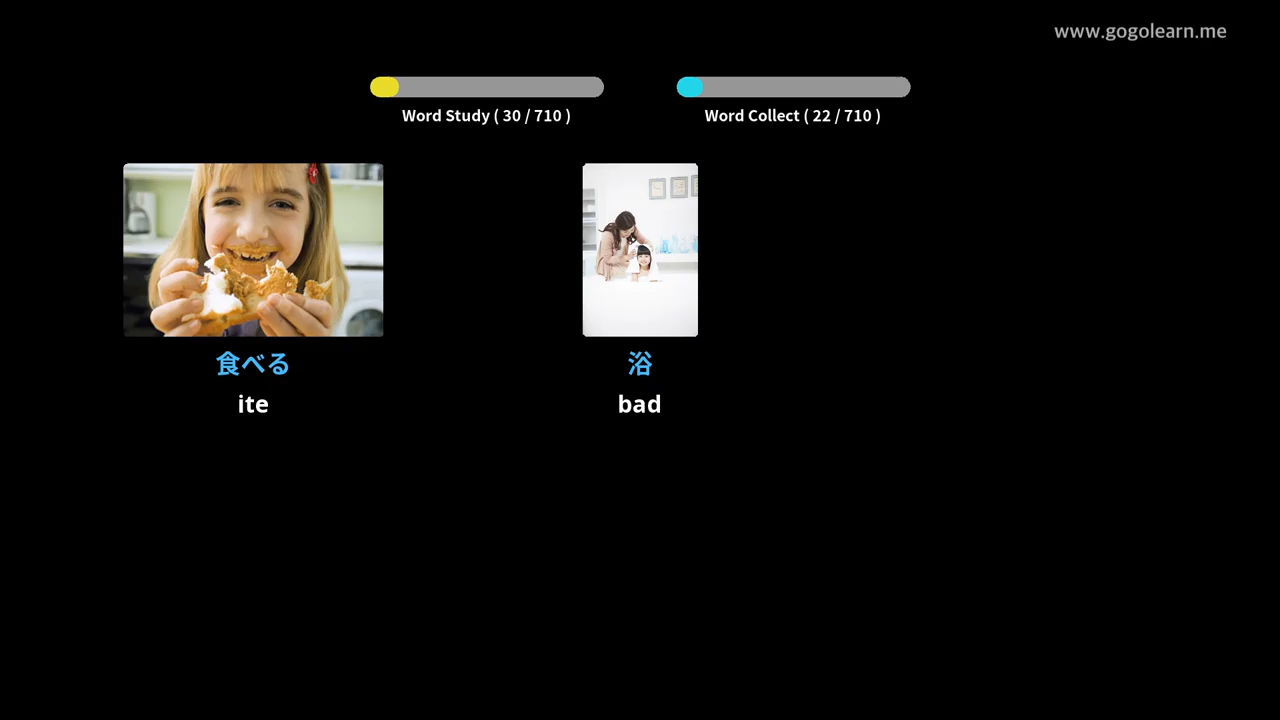 www.gogolearn.me
Word Study ( 30 / 710 )
Word Collect ( 22 / 710 )
食べる
浴
ite
bad